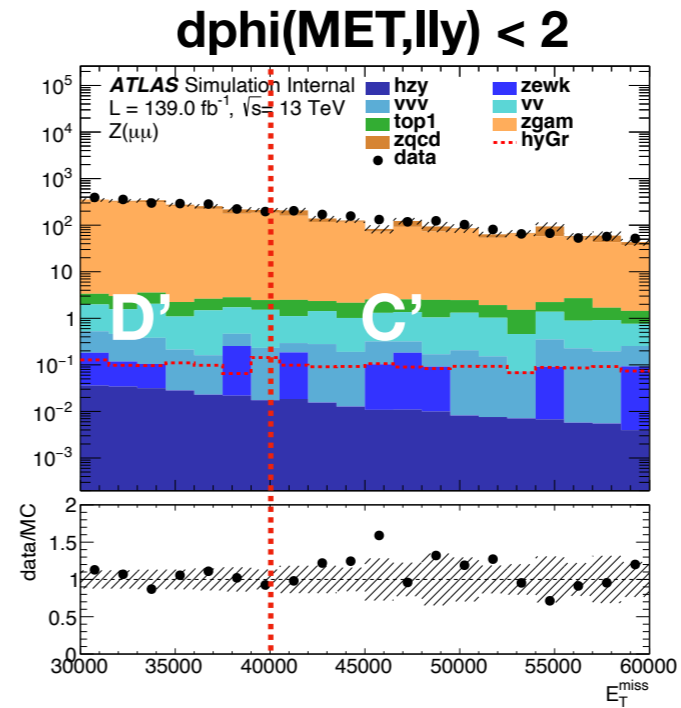 dphi(MET,lly) < 2
ATLAS Simulation Internal
L = 139.0 fb⁻¹, √s= 13 TeV
Z(μμ)
hzy
zewk
vvv
vv
top1
zgam
zqcd
hyGr
data
10⁵
10⁴
10³
10²
10
1
10⁻¹
10⁻²
10⁻³
D’
C’
data/MC
2
1.5
1
0.5
0
30000 35000 40000 45000 50000 55000 60000
E_T^miss